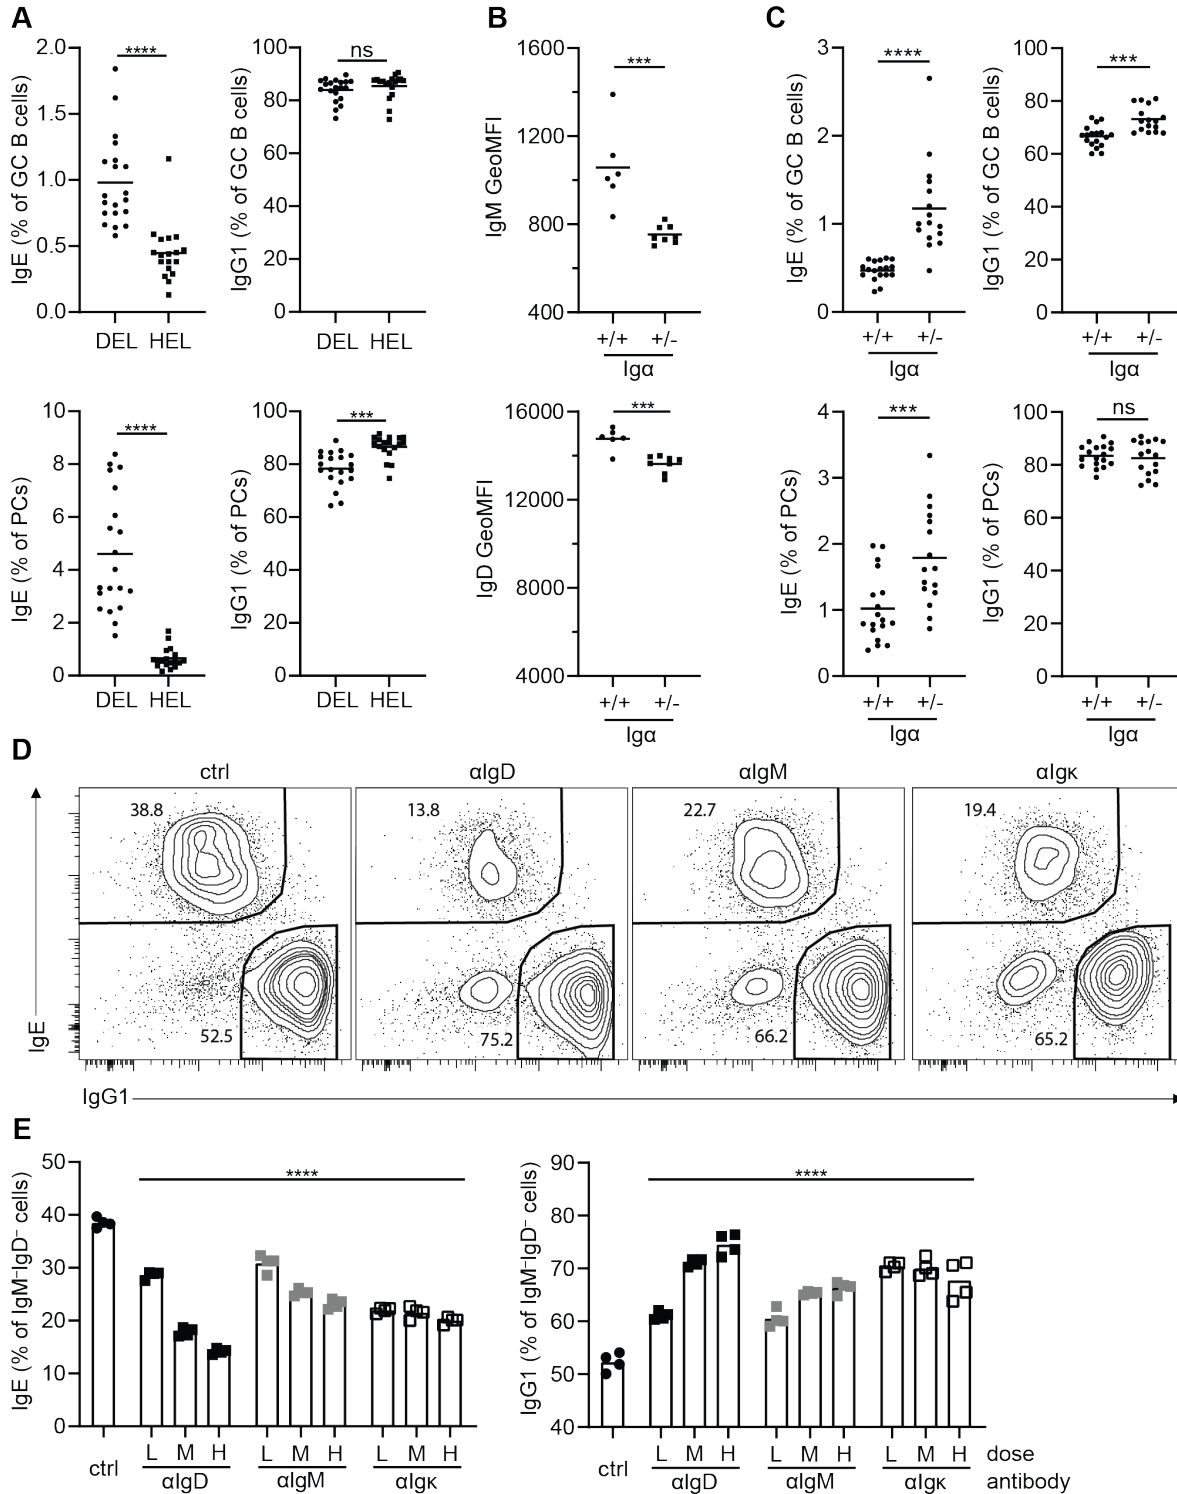 A
B
C
2.0
1.5
1.0
0.5
0.0
IgE (% of GC B cells)
****
DEL HEL
100
80
60
40
20
0
IgG1 (% of GC B cells)
ns
DEL HEL
1600
1200
800
400
IgM GeoMFI
***
+/+ +/-
Igα
3
2
1
0
IgE (% of GC B cells)
****
+/+ +/-
Igα
100
80
60
40
20
0
IgG1 (% of GC B cells)
***
+/+ +/-
Igα
10
8
6
4
2
0
IgE (% of PCs)
****
DEL HEL
100
80
60
40
20
0
IgG1 (% of PCs)
***
DEL HEL
16000
12000
8000
4000
IgD GeoMFI
***
+/+ +/-
Igα
4
3
2
1
0
IgE (% of PCs)
***
+/+ +/-
Igα
100
80
60
40
20
0
IgG1 (% of PCs)
ns
+/+ +/-
Igα
D
ctrl
αIgD
αIgM
αIgκ
38.8
13.8
22.7
19.4
52.5
75.2
66.2
65.2
IgE
IgG1
E
50
40
30
20
10
0
IgE (% of IgM⁻IgD⁻ cells)
****
L M H L M H L M H
ctrl αIgD αIgM αIgκ
90
80
70
60
50
40
IgG1 (% of IgM⁻IgD⁻ cells)
****
L M H L M H L M H dose
ctrl αIgD αIgM αIgκ antibody